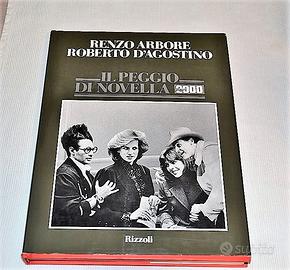 RENZO ARBORE
ROBERTO D'AGOSTINO
IL PEGGIO
DI NOVELLA 2000
Rizzoli
subito